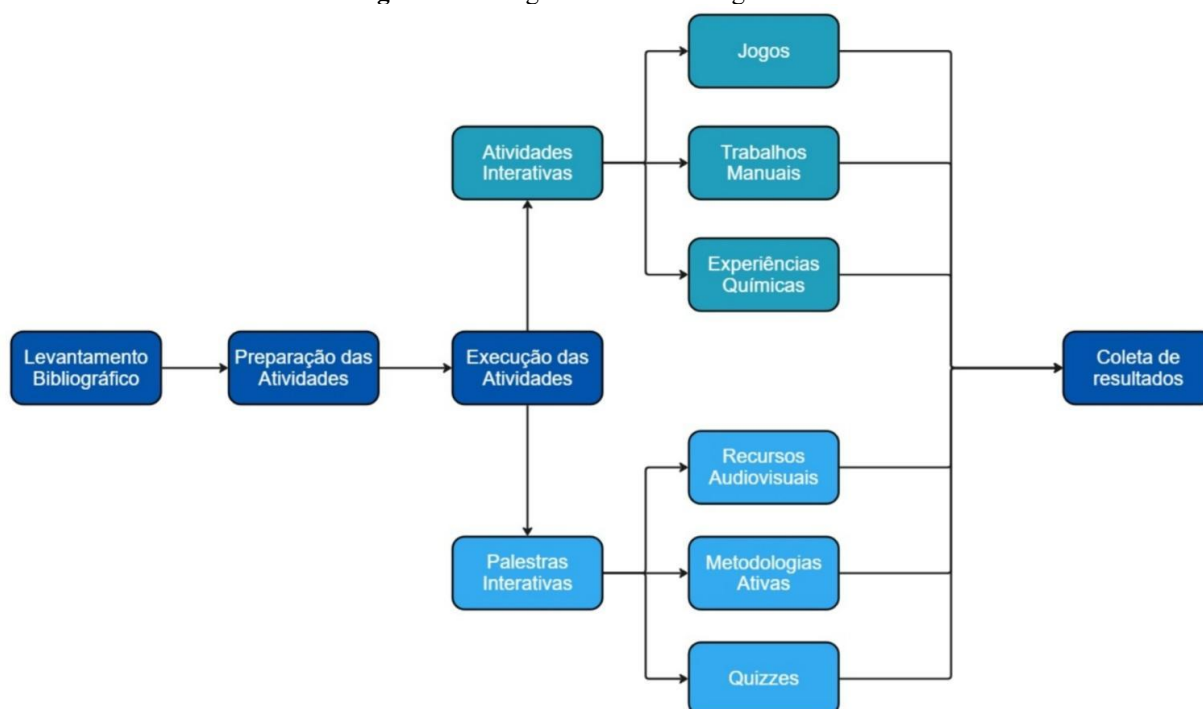 Jogos
Atividades
Interativas
Trabalhos
Manuais
Experiências
Químicas
Levantamento
Bibliográfico
Preparação das
Atividades
Execução das
Atividades
Coleta de
resultados
Recursos
Audiovisuais
Palestras
Interativas
Metodologias
Ativas
Quizzes